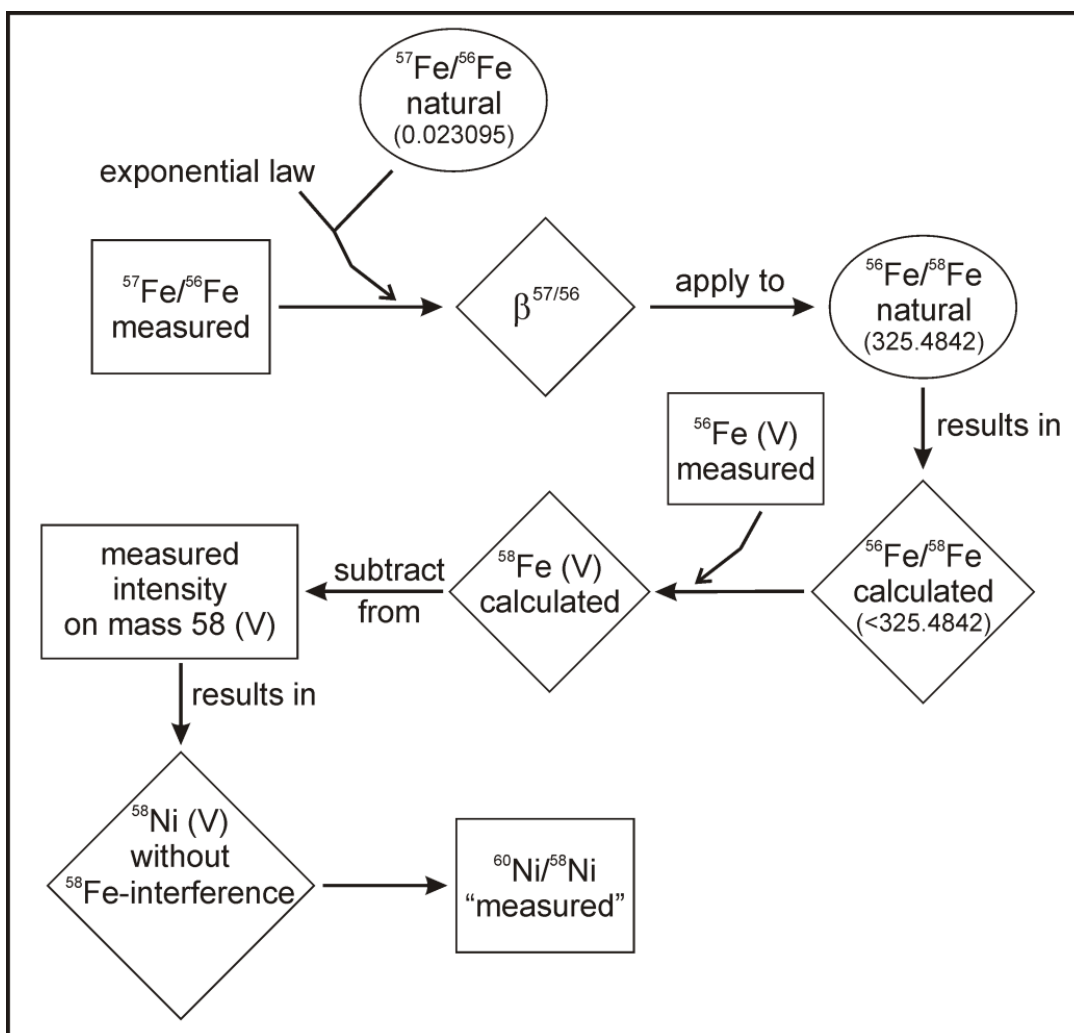 ⁵⁷Fe/⁵⁶Fe
natural
(0.023095)
exponential law
⁵⁷Fe/⁵⁶Fe
measured
β⁵⁷/⁵⁶
apply to
⁵⁶Fe/⁵⁸Fe
natural
(325.4842)
results in
⁵⁶Fe (V)
measured
⁵⁶Fe/⁵⁸Fe
calculated
(<325.4842)
⁵⁸Fe (V)
calculated
subtract
from
measured
intensity
on mass 58 (V)
results in
⁵⁸Ni (V)
without
⁵⁸Fe-interference
⁶⁰Ni/⁵⁸Ni
“measured”